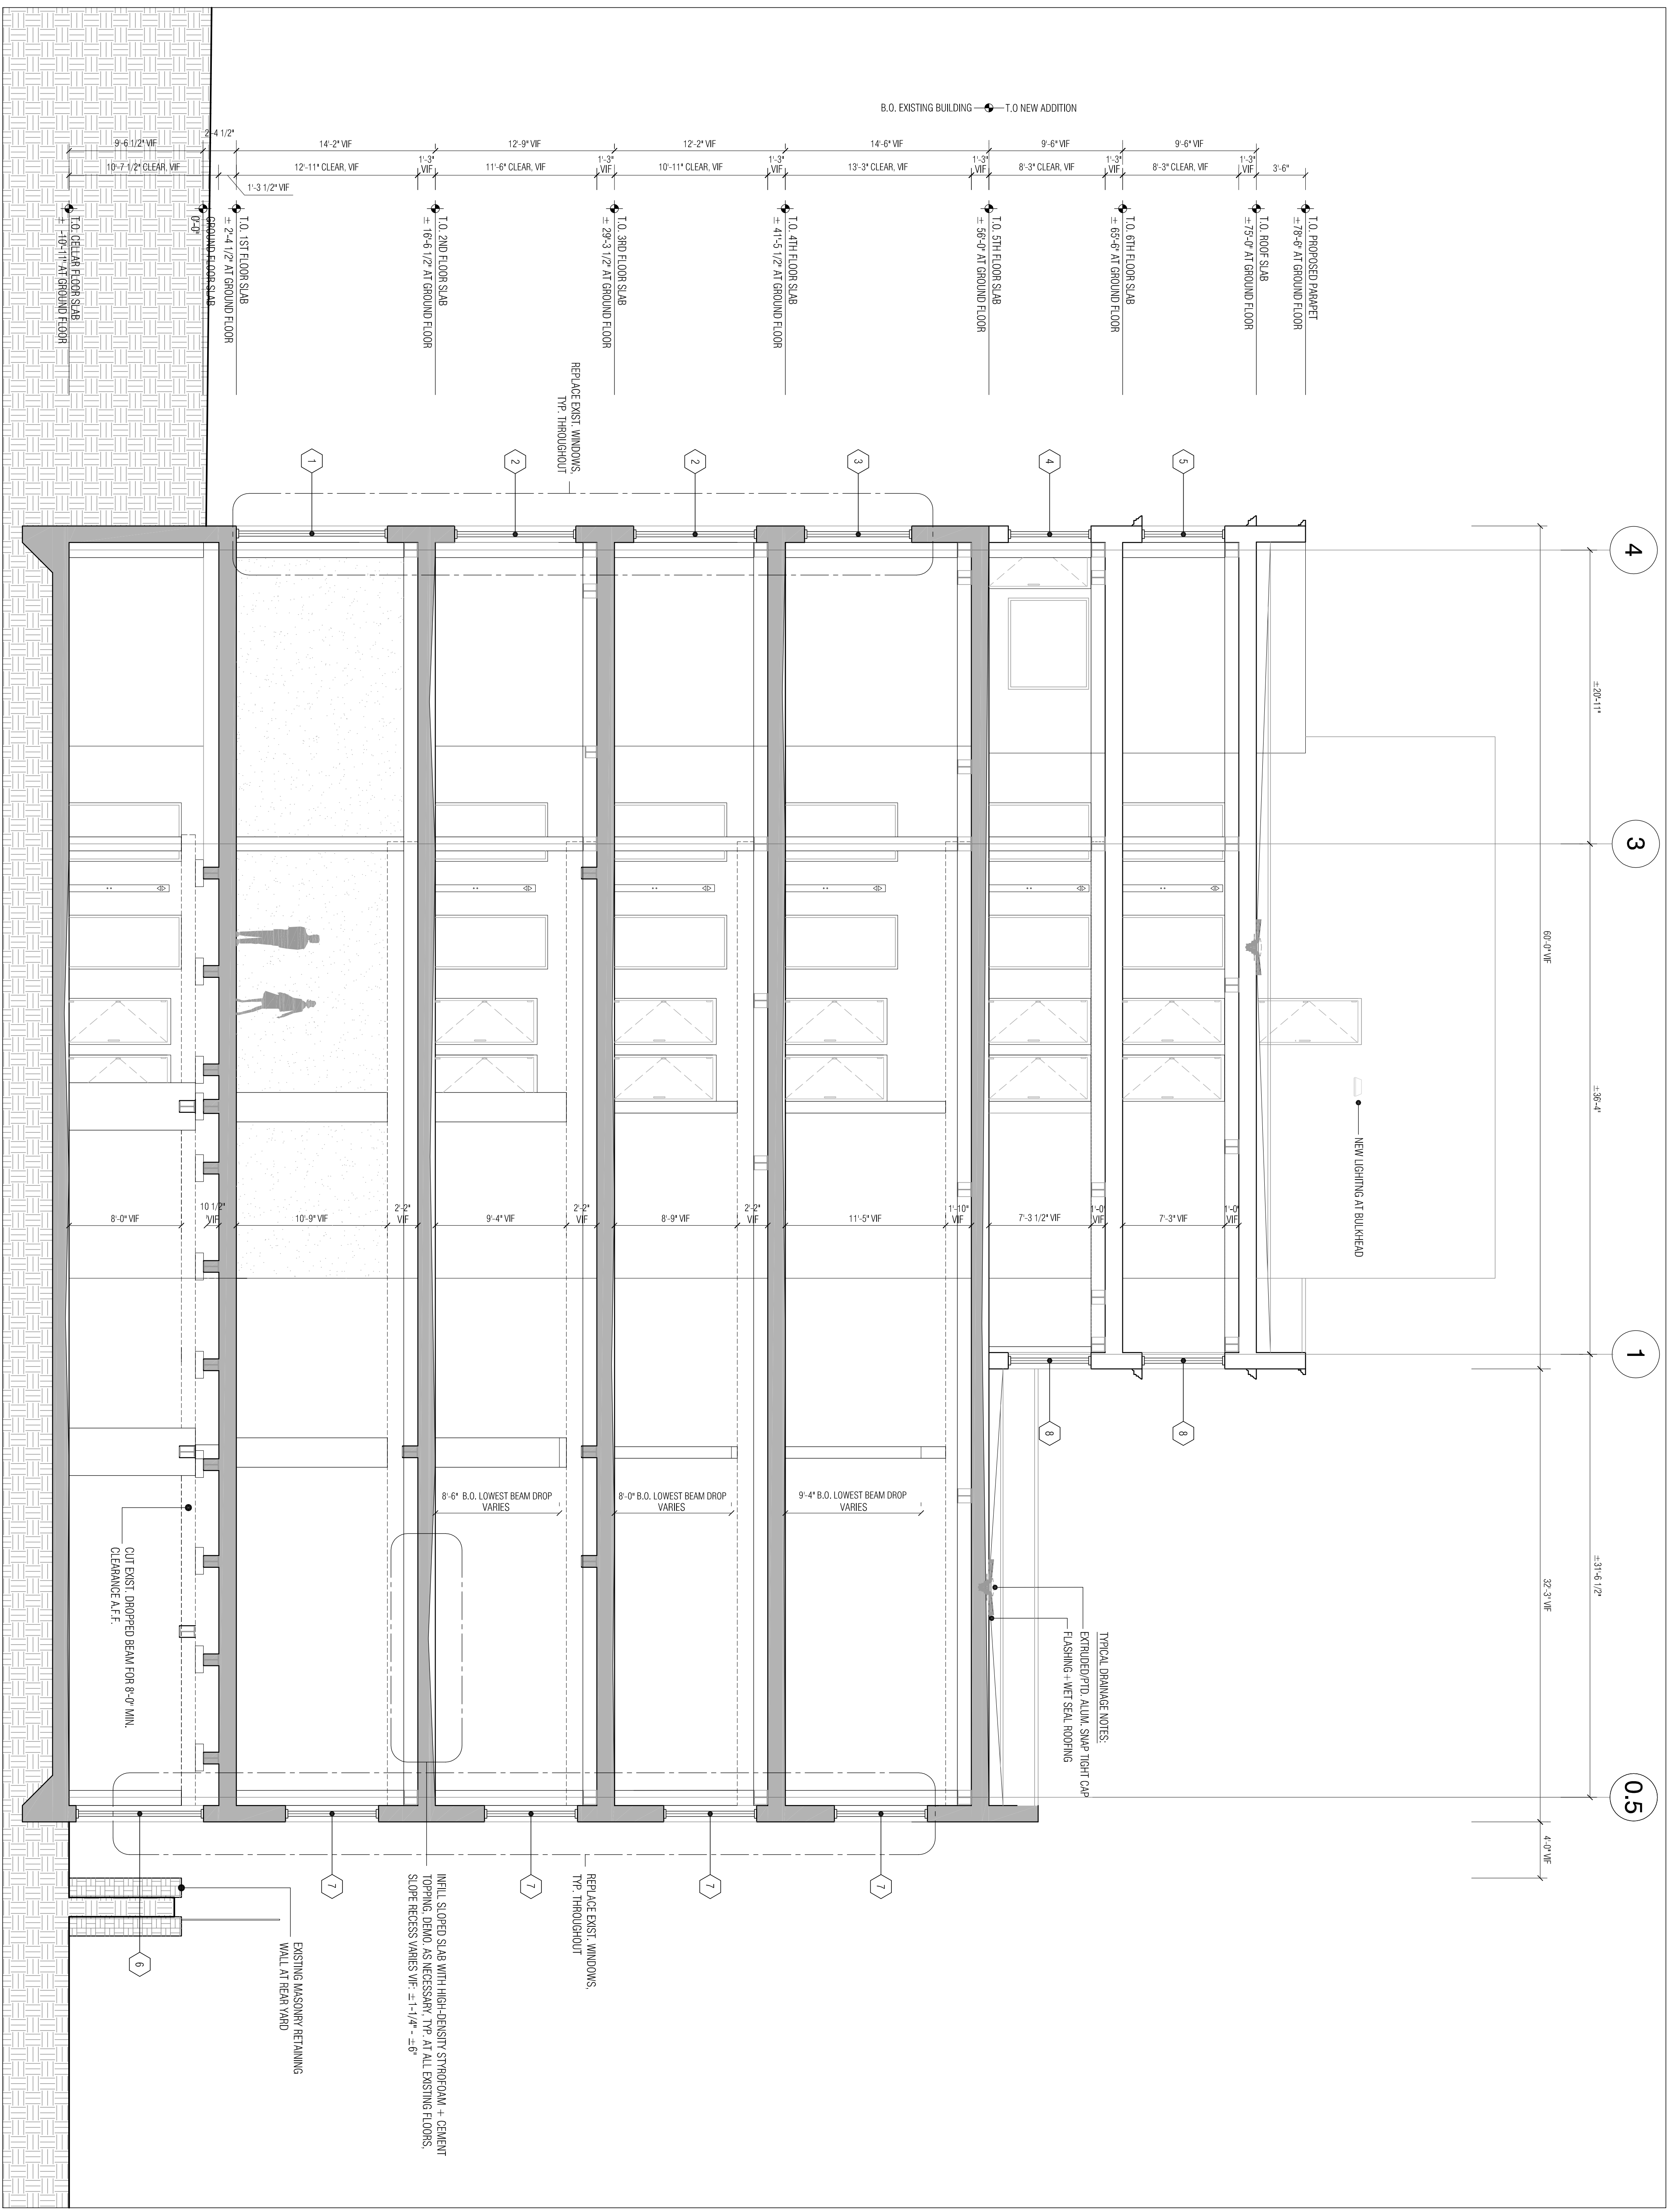 4
3
1
0.5
±20'-11"
±36'-4"
±31'-6 1/2"
60'-0" VIF
32'-3" VIF
4'-0" VIF
B.O. EXISTING BUILDING
T.O NEW ADDITION
3'-6"
9'-6" VIF
9'-6" VIF
14'-6" VIF
12'-2" VIF
12'-9" VIF
14'-2" VIF
2'-4 1/2"
9'-6 1/2" VIF
1'-3" VIF
8'-3" CLEAR, VIF
1'-3" VIF
8'-3" CLEAR, VIF
1'-3" VIF
13'-3" CLEAR, VIF
1'-3" VIF
10'-11" CLEAR, VIF
1'-3" VIF
11'-6" CLEAR, VIF
1'-3" VIF
12'-11" CLEAR, VIF
1'-3 1/2" VIF
10'-7 1/2" CLEAR, VIF
T.O. PROPOSED PARAPET
±78'-6" AT GROUND FLOOR
T.O. ROOF SLAB
±75'-0" AT GROUND FLOOR
T.O. 6TH FLOOR SLAB
± 65'-6" AT GROUND FLOOR
T.O. 5TH FLOOR SLAB
± 56'-0" AT GROUND FLOOR
T.O. 4TH FLOOR SLAB
± 41'-5 1/2" AT GROUND FLOOR
T.O. 3RD FLOOR SLAB
± 29'-3 1/2" AT GROUND FLOOR
T.O. 2ND FLOOR SLAB
± 16'-6 1/2" AT GROUND FLOOR
T.O. 1ST FLOOR SLAB
± 2'-4 1/2" AT GROUND FLOOR
GROUND FLOOR SLAB
0'-0"
T.O. CELLAR FLOOR SLAB
± -10'-11" AT GROUND FLOOR
REPLACE EXIST. WINDOWS,
TYP. THROUGHOUT
5
4
3
2
2
1
NEW LIGHITNG AT BULKHEAD
1'-0" VIF
7'-3" VIF
1'-0" VIF
7'-3 1/2" VIF
1'-10" VIF
11'-5" VIF
2'-2" VIF
8'-9" VIF
2'-2" VIF
9'-4" VIF
2'-2" VIF
10'-9" VIF
10 1/2" VIF
8'-0" VIF
8
8
9'-4" B.O. LOWEST BEAM DROP
VARIES
8'-0" B.O. LOWEST BEAM DROP
VARIES
8'-6" B.O. LOWEST BEAM DROP
VARIES
TYPICAL DRAINAGE NOTES:
EXTRUDED/PTD. ALUM. SNAP TIGHT CAP
FLASHING + WET SEAL ROOFING
CUT EXIST. DROPPED BEAM FOR 8'-0" MIN.
CLEARANCE A.F.F.
7
7
7
7
6
REPLACE EXIST. WINDOWS,
TYP. THROUGHOUT
INFILL SLOPED SLAB WITH HIGH-DENSITY STYROFOAM + CEMENT
TOPPING, DEMO. AS NECESSARY, TYP. AT ALL EXISTING FLOORS,
SLOPE RECESS VARIES VIF: ±1-1/4" - ±6"
EXISTING MASONRY RETAINING
WALL AT REAR YARD